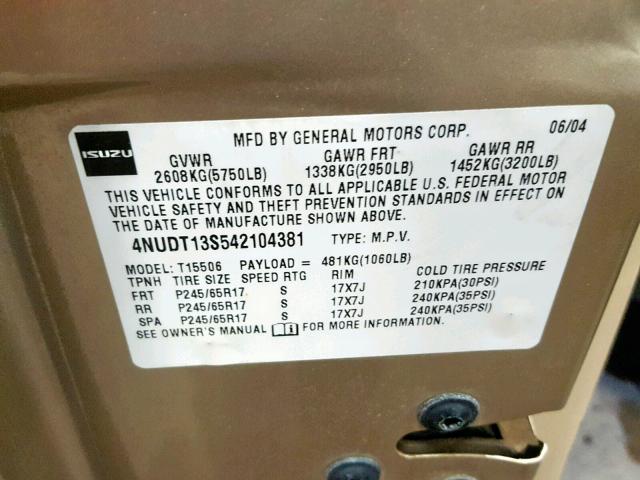 ISUZU
MFD BY GENERAL MOTORS CORP. 06/04
GVWR GAWR FRT GAWR RR
2608KG(5750LB) 1338KG(2950LB) 1452KG(3200LB)
THIS VEHICLE CONFORMS TO ALL APPLICABLE U.S. FEDERAL MOTOR
VEHICLE SAFETY AND THEFT PREVENTION STANDARDS IN EFFECT ON
THE DATE OF MANUFACTURE SHOWN ABOVE.
4NUDT13S542104381 TYPE: M.P.V.
MODEL: T15506 PAYLOAD = 481KG(1060LB)
TPNH TIRE SIZE SPEED RTG RIM COLD TIRE PRESSURE
FRT P245/65R17 S 17X7J 210KPA(30PSI)
RR P245/65R17 S 17X7J 240KPA(35PSI)
SPA P245/65R17 S 17X7J 240KPA(35PSI)
SEE OWNER'S MANUAL FOR MORE INFORMATION.